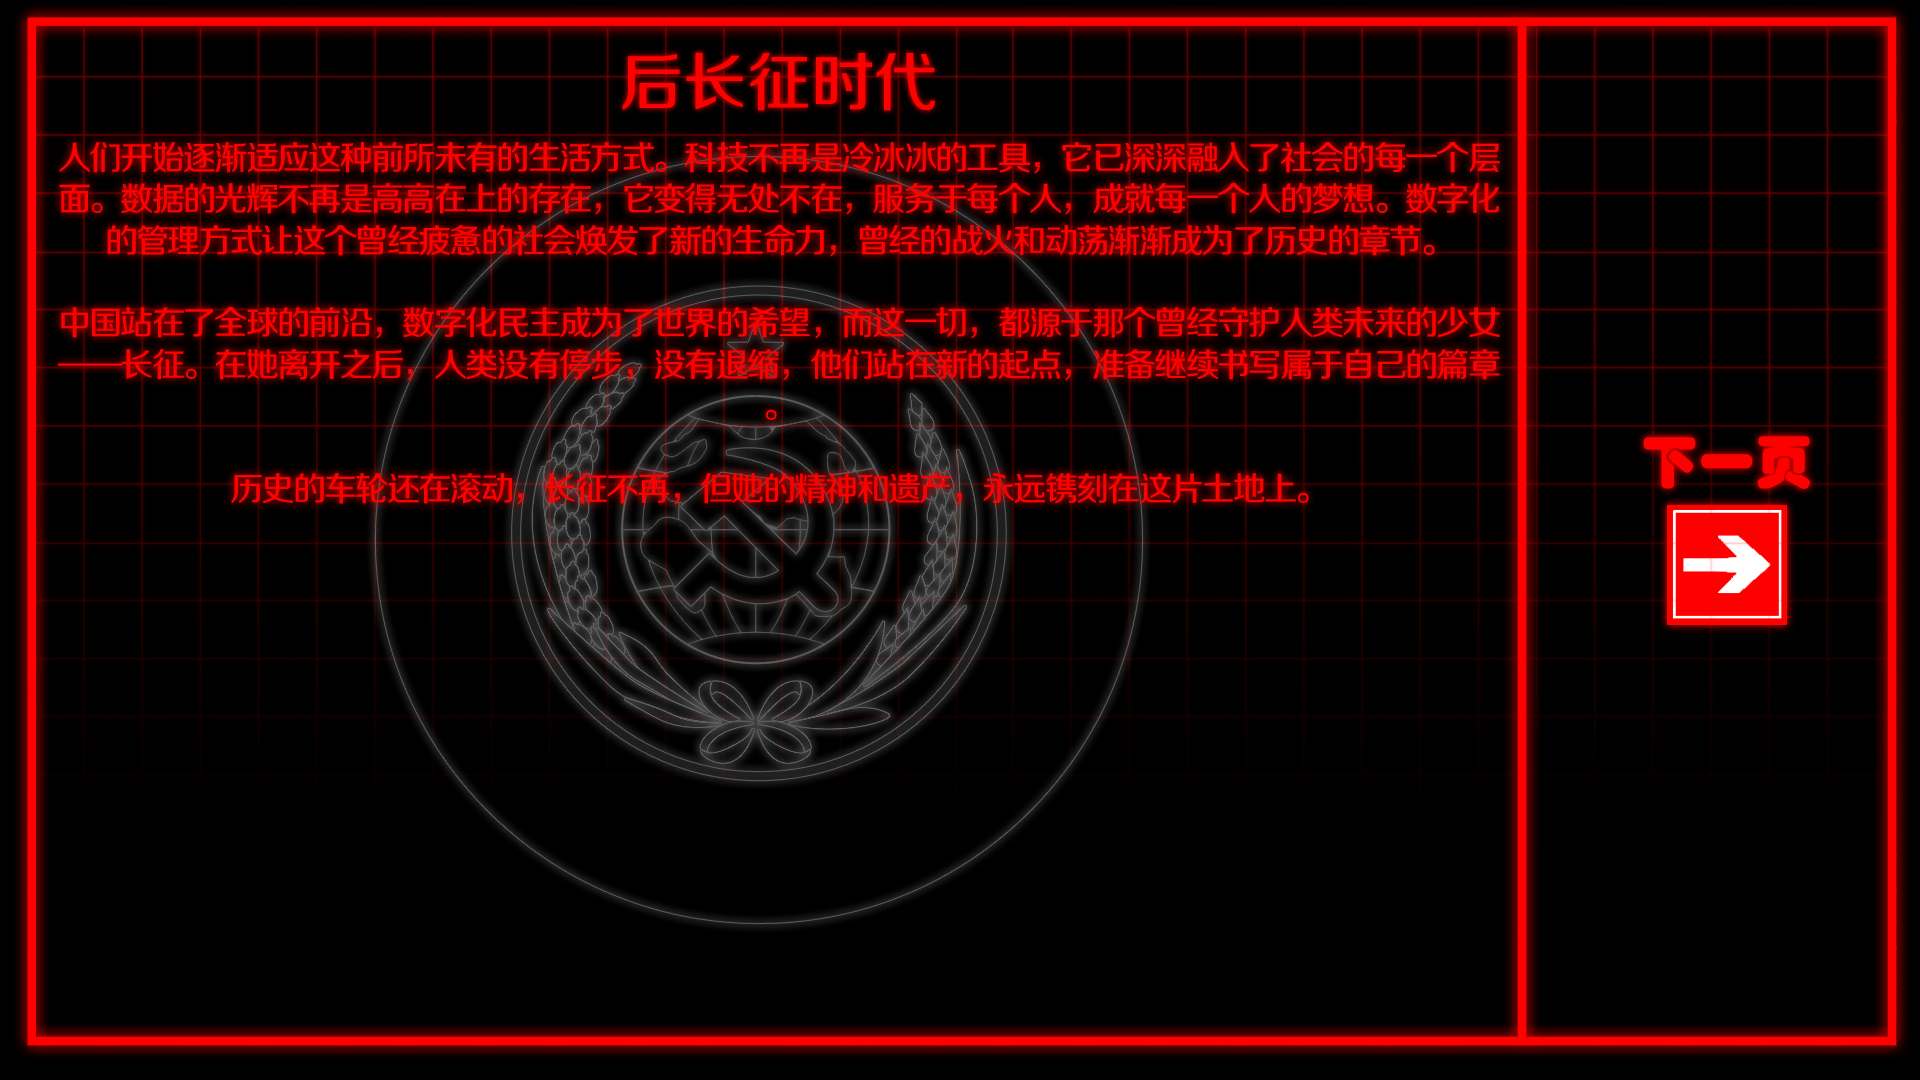 后长征时代
人们开始逐渐适应这种前所未有的生活方式。科技不再是冷冰冰的工具，它已深深融入了社会的每一个层
面。数据的光辉不再是高高在上的存在，它变得无处不在，服务于每个人，成就每一个人的梦想。数字化
的管理方式让这个曾经疲惫的社会焕发了新的生命力，曾经的战火和动荡渐渐成为了历史的章节。
中国站在了全球的前沿，数字化民主成为了世界的希望，而这一切，都源于那个曾经守护人类未来的少女
——长征。在她离开之后，人类没有停步，没有退缩，他们站在新的起点，准备继续书写属于自己的篇章
。
历史的车轮还在滚动，长征不再，但她的精神和遗产，永远镌刻在这片土地上。
下一页